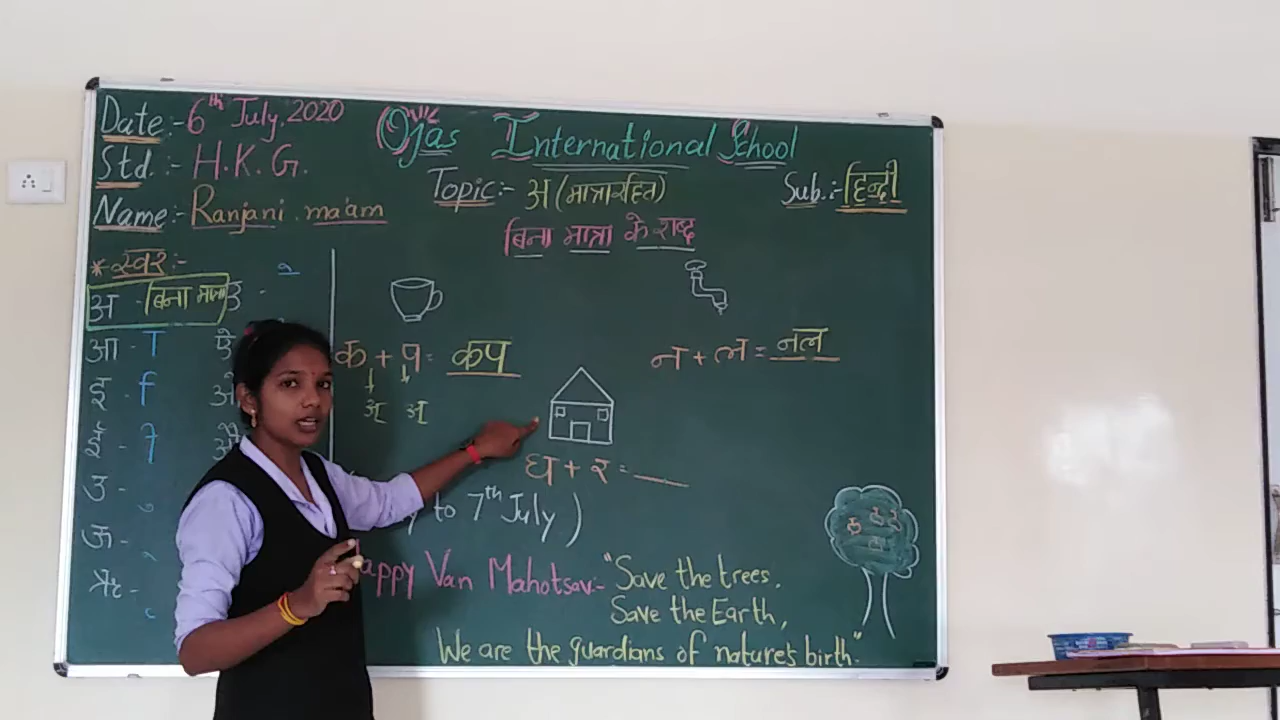 Date:- 6th July, 2020
Ojas International School
Std.:- H.K.G.
Topic:- अ (मात्रारहित)
Sub.:- हिन्दी
Name:- Ranjani ma'am
बिना मात्रा के शब्द
* स्वर:-
अ - बिना मात्रा
आ - ा
इ - ि
ई - ी
उ - ु
ऊ -
ऋ -
क + प = कप
अ अ
न + ल = नल
घ + र =
to 7th July )
Happy Van Mahotsav:- "Save the trees,
Save the Earth,
We are the guardians of nature's birth."